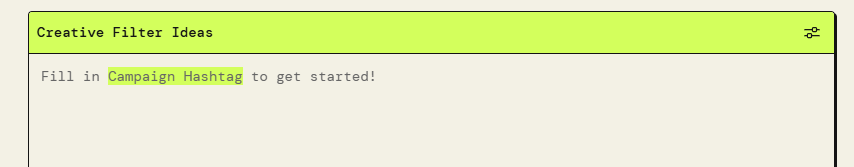 Creative Filter Ideas
Fill in Campaign Hashtag to get started!